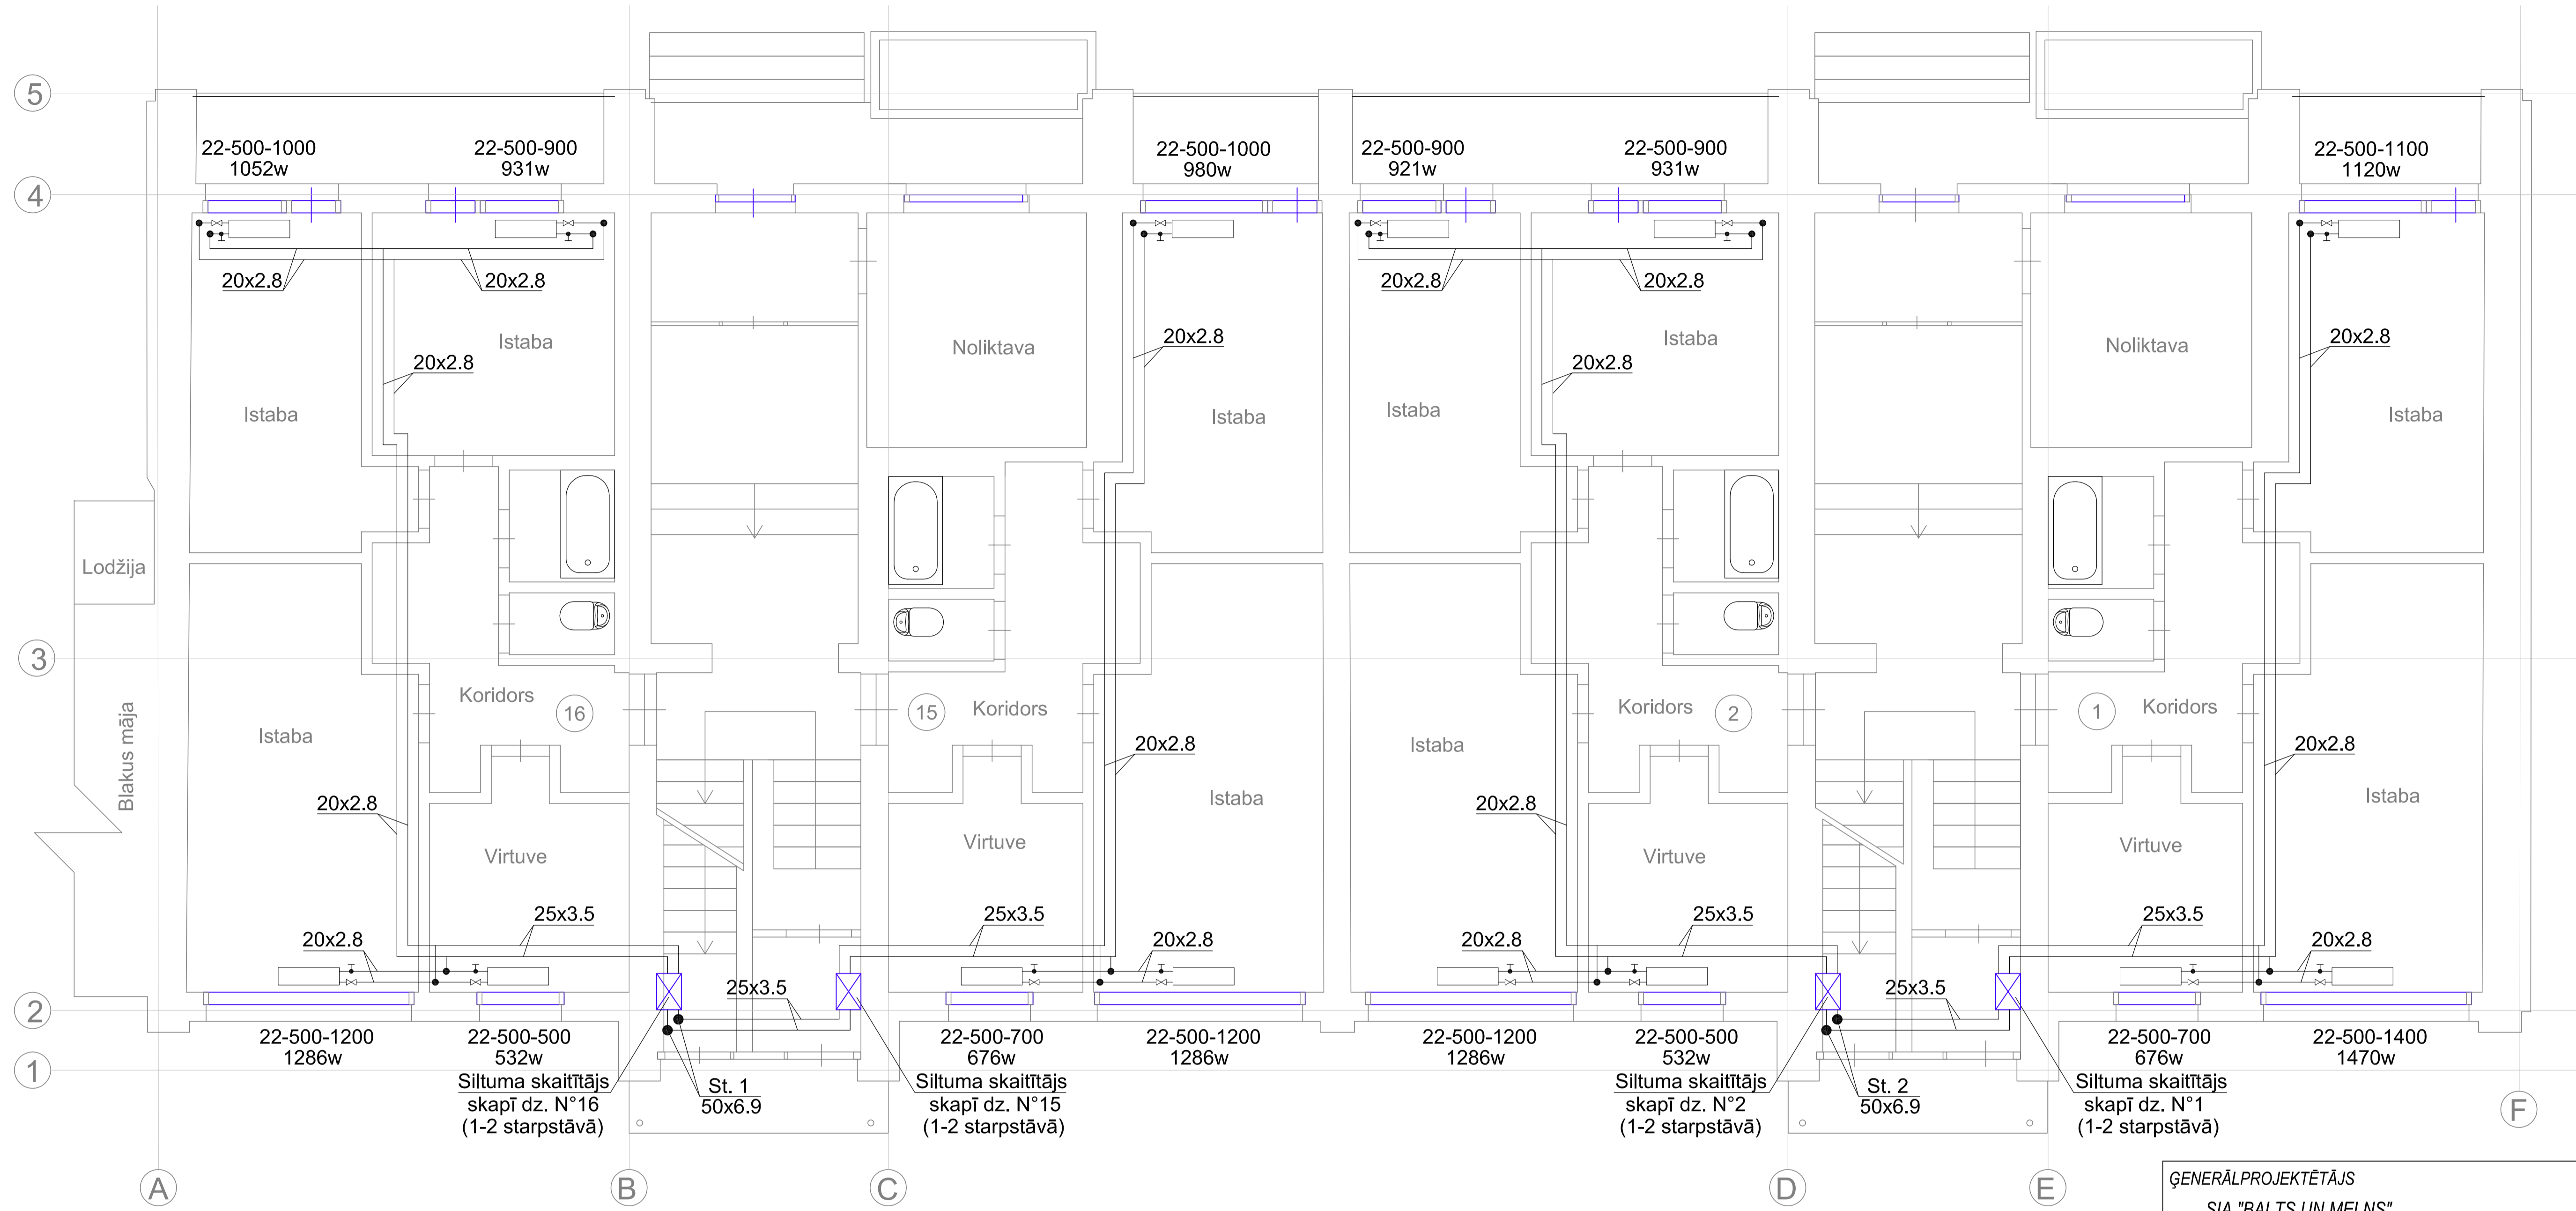 5
22-500-1000
1052w
22-500-900
931w
22-500-1000
980w
22-500-900
921w
22-500-900
931w
22-500-1100
1120w
4
20x2.8
20x2.8
20x2.8
20x2.8
Istaba
Noliktava
20x2.8
Istaba
Noliktava
20x2.8
20x2.8
20x2.8
Istaba
Istaba
Istaba
Istaba
Lodžija
3
Koridors
16
15
Koridors
Koridors
2
1
Koridors
Blakus māja
Istaba
20x2.8
Istaba
20x2.8
20x2.8
Istaba
20x2.8
Istaba
Virtuve
Virtuve
Virtuve
Virtuve
25x3.5
25x3.5
25x3.5
25x3.5
20x2.8
20x2.8
20x2.8
20x2.8
25x3.5
25x3.5
2
22-500-1200
1286w
22-500-500
532w
22-500-700
676w
22-500-1200
1286w
22-500-1200
1286w
22-500-500
532w
22-500-700
676w
22-500-1400
1470w
1
Siltuma skaitītājs
skapī dz. N°16
(1-2 starpstāvā)
St. 1
50x6.9
Siltuma skaitītājs
skapī dz. N°15
(1-2 starpstāvā)
Siltuma skaitītājs
skapī dz. N°2
(1-2 starpstāvā)
St. 2
50x6.9
Siltuma skaitītājs
skapī dz. N°1
(1-2 starpstāvā)
F
A
B
C
D
E
ĢENERĀLPROJEKTĒTĀJS
SIA "BALTS UN MELNS"